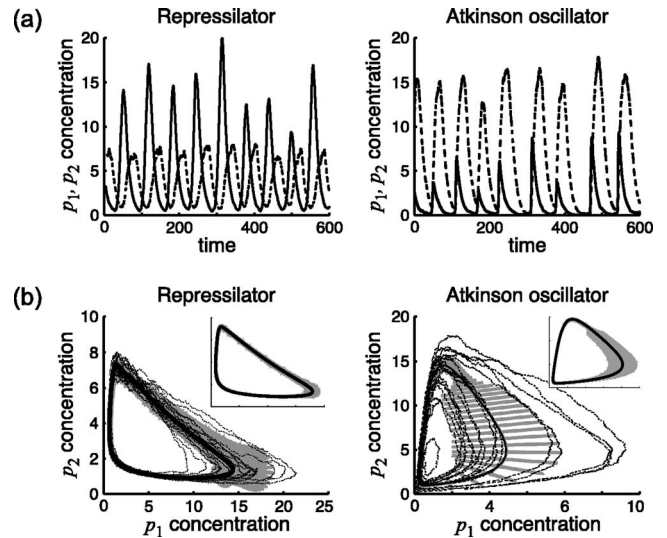 (a)
Repressilator
Atkinson oscillator
p₁, p₂ concentration
20
15
10
5
0
0 200 400 600
time
p₁, p₂ concentration
20
15
10
5
0
0 200 400 600
time
(b)
Repressilator
Atkinson oscillator
p₂ concentration
10
8
6
4
2
0
0 5 10 15 20 25
p₁ concentration
p₂ concentration
20
15
10
5
0
0 2 4 6 8 10
p₁ concentration